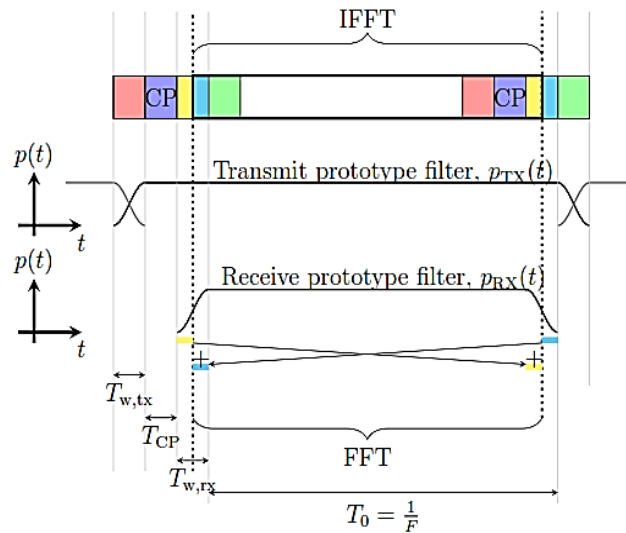 IFFT
CP CP
p(t)
Transmit prototype filter, p_TX(t)
t
p(t)
Receive prototype filter, p_RX(t)
t
+ +
T_w,tx
T_CP
FFT
T_w,rx
T_0 = 1/F